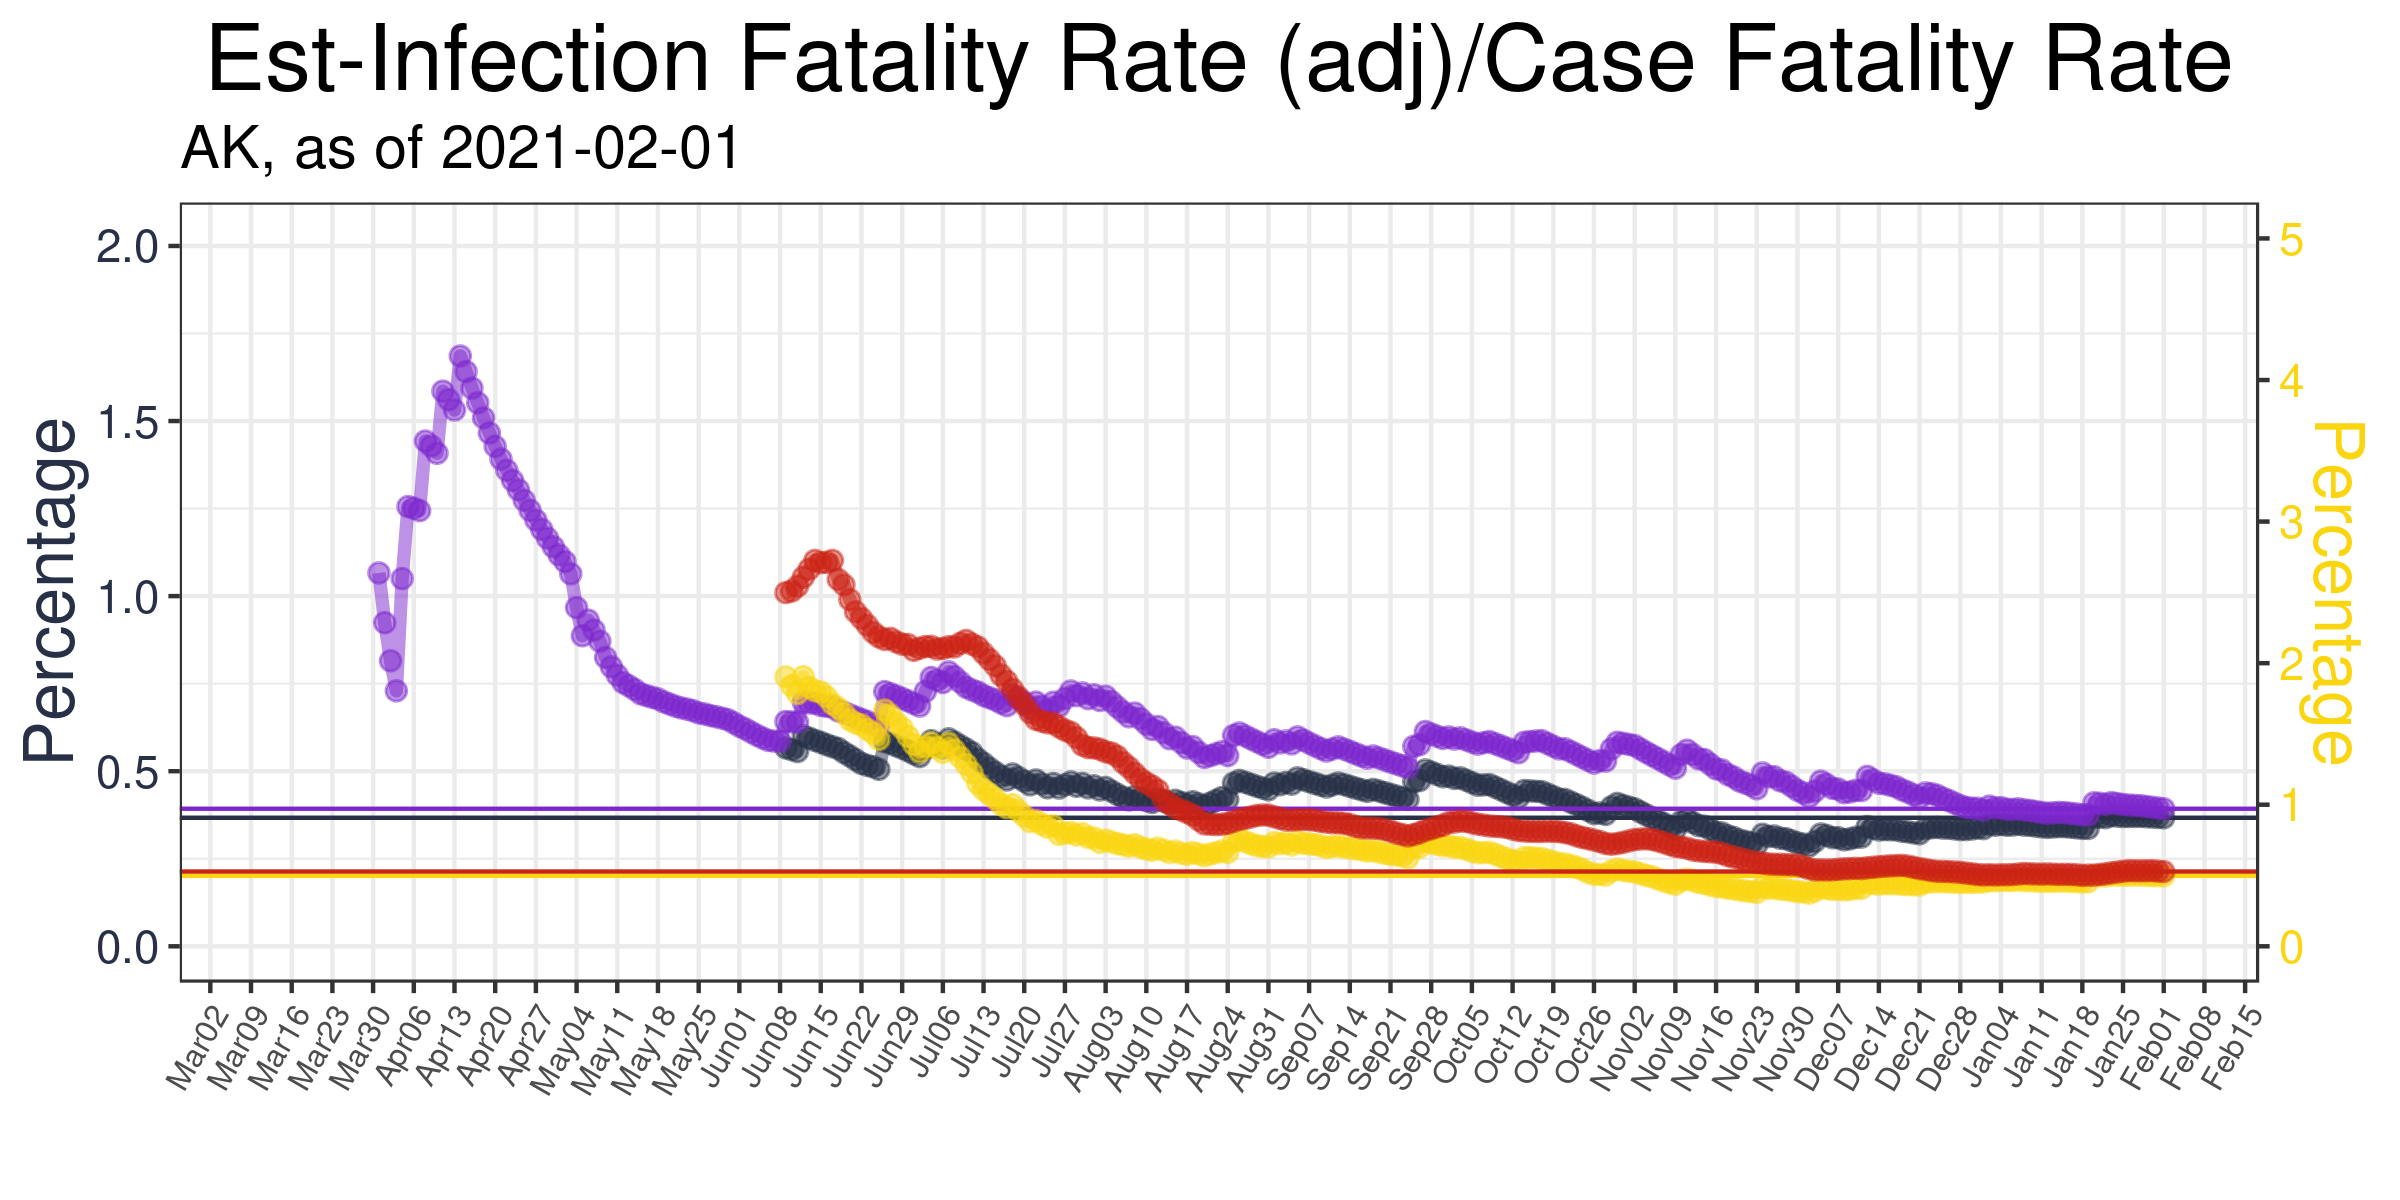 Est-Infection Fatality Rate (adj)/Case Fatality Rate
AK, as of 2021-02-01
Percentage
2.0
1.5
1.0
0.5
0.0
5
4
3
2
1
0
Percentage
Mar02
Mar09
Mar16
Mar23
Mar30
Apr06
Apr13
Apr20
Apr27
May04
May11
May18
May25
Jun01
Jun08
Jun15
Jun22
Jun29
Jul06
Jul13
Jul20
Jul27
Aug03
Aug10
Aug17
Aug24
Aug31
Sep07
Sep14
Sep21
Sep28
Oct05
Oct12
Oct19
Oct26
Nov02
Nov09
Nov16
Nov23
Nov30
Dec07
Dec14
Dec21
Dec28
Jan04
Jan11
Jan18
Jan25
Feb01
Feb08
Feb15